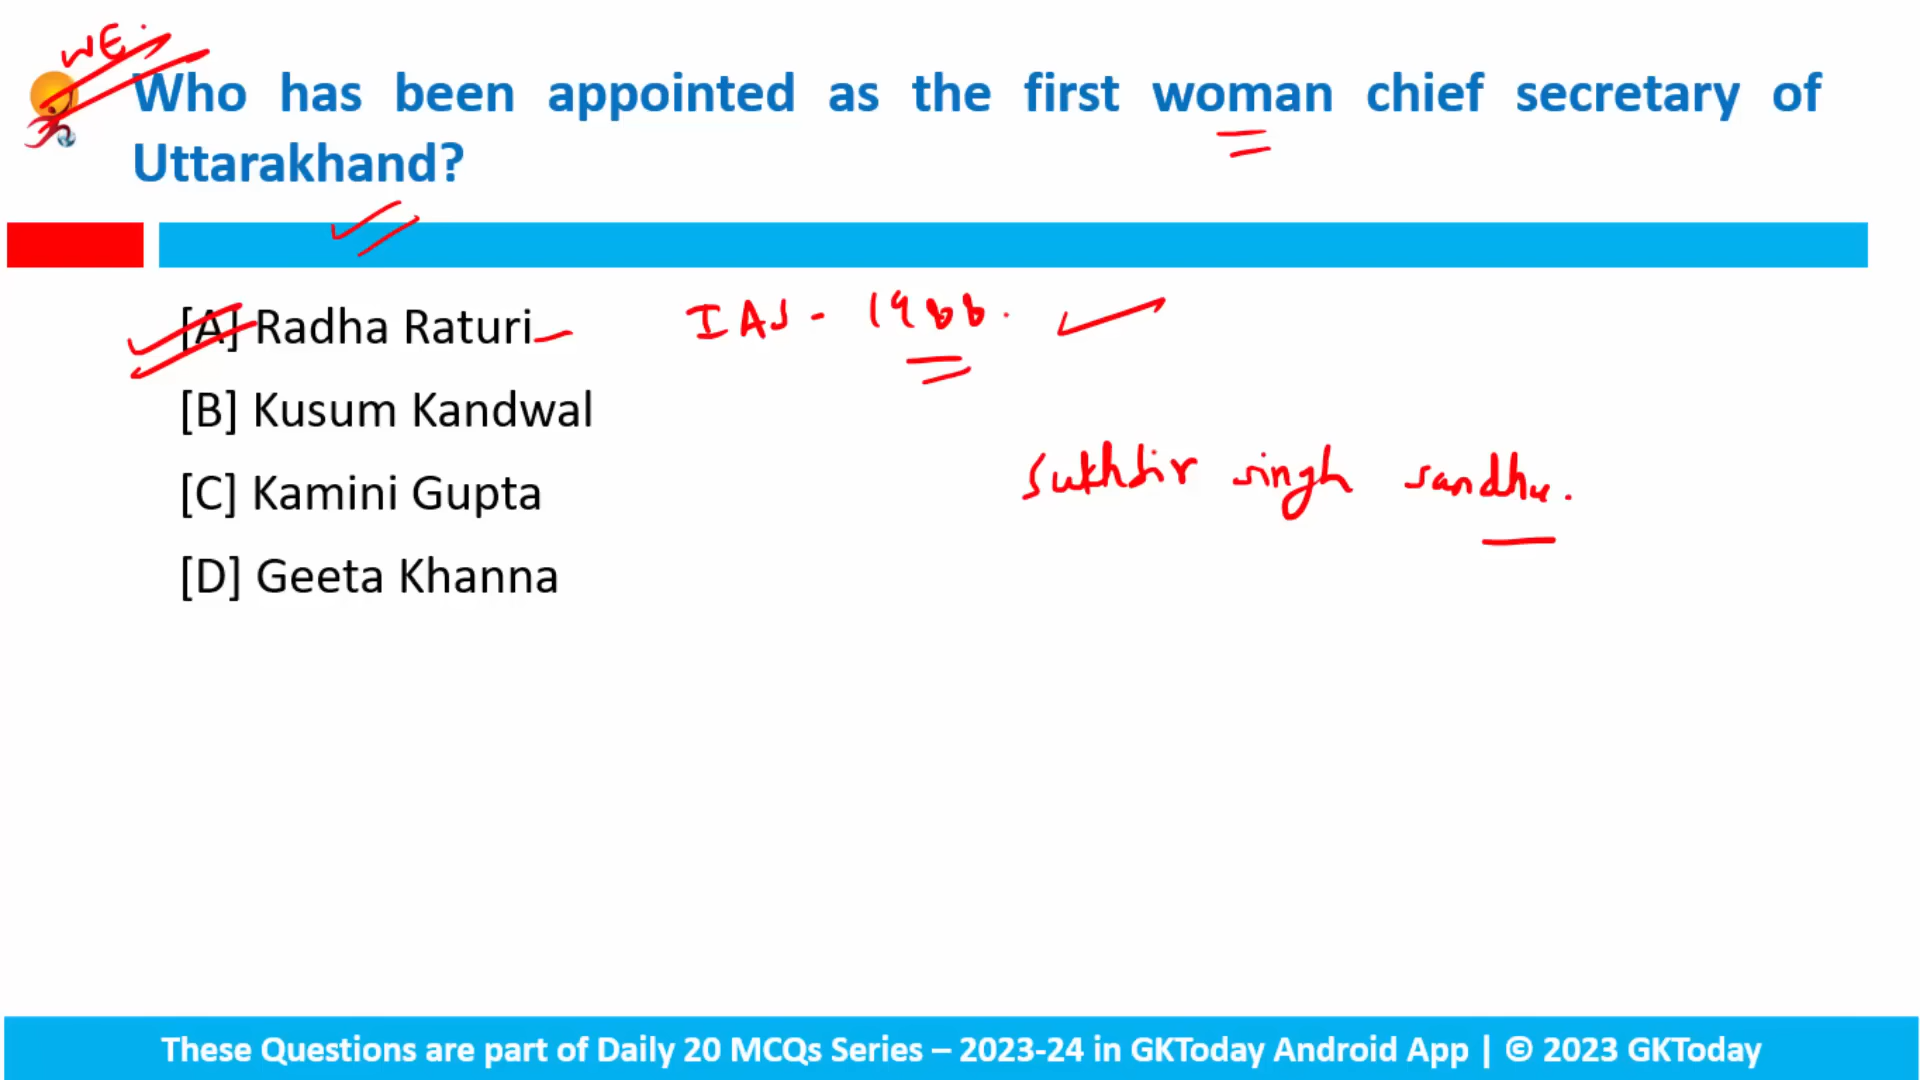 WE.
Who has been appointed as the first woman chief secretary of
Uttarakhand?
[A] Radha Raturi IAS - 1988.
[B] Kusum Kandwal
Sukhbir singh sandhu.
[C] Kamini Gupta
[D] Geeta Khanna
These Questions are part of Daily 20 MCQs Series – 2023-24 in GKToday Android App | © 2023 GKToday